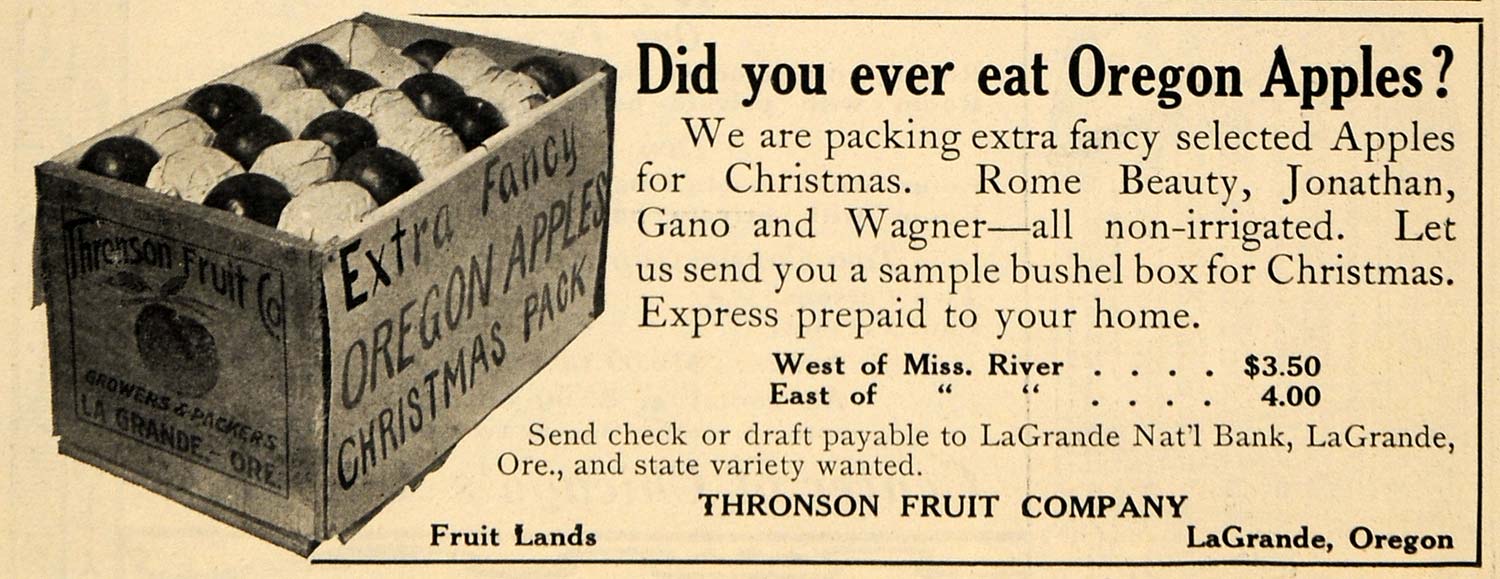 Thronson Fruit Co
GROWERS & PACKERS
LA GRANDE.- ORE.
Extra Fancy
OREGON APPLES
CHRISTMAS PACK
Did you ever eat Oregon Apples?
We are packing extra fancy selected Apples
for Christmas. Rome Beauty, Jonathan,
Gano and Wagner—all non-irrigated. Let
us send you a sample bushel box for Christmas.
Express prepaid to your home.
West of Miss. River . . . . $3.50
East of “ “ . . . . 4.00
Send check or draft payable to LaGrande Nat'l Bank, LaGrande,
Ore., and state variety wanted.
THRONSON FRUIT COMPANY
Fruit Lands LaGrande, Oregon